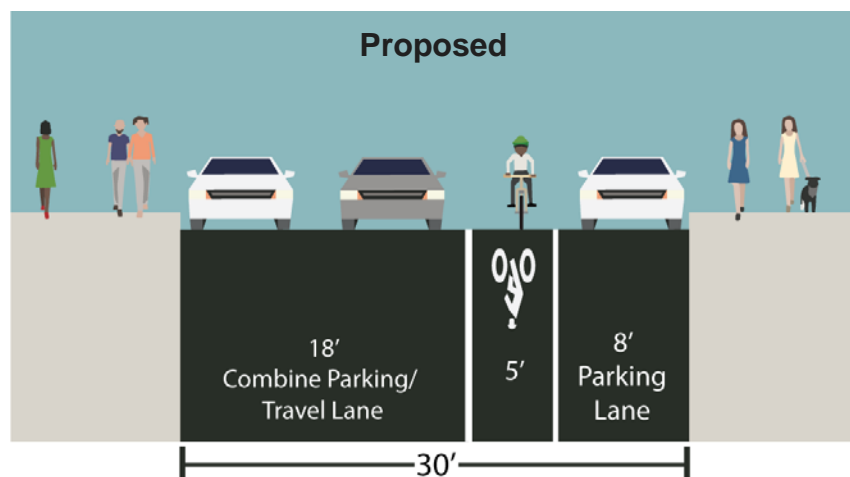 Proposed
18′
Combine Parking/
Travel Lane
5′
8′
Parking
Lane
30′